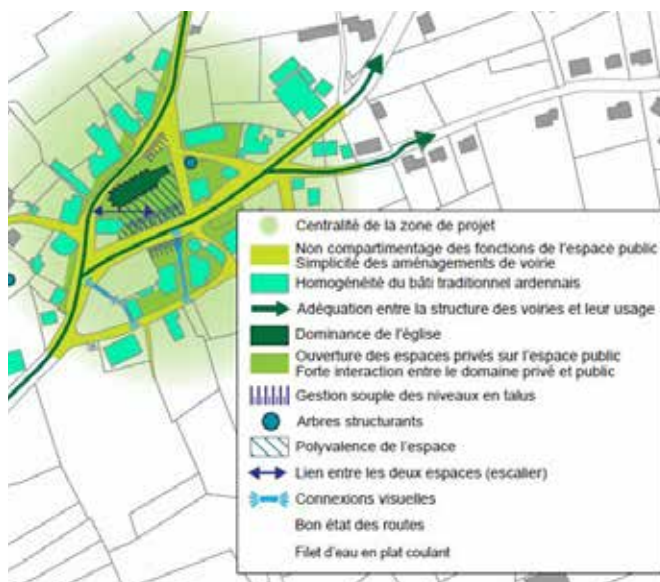 Centralité de la zone de projet
Non compartimentage des fonctions de l'espace public
Simplicité des aménagements de voirie
Homogénéité du bâti traditionnel ardennais
Adéquation entre la structure des voiries et leur usage
Dominance de l'église
Ouverture des espaces privés sur l'espace public
Forte interaction entre le domaine privé et public
Gestion souple des niveaux en talus
Arbres structurants
Polyvalence de l'espace
Lien entre les deux espaces (escalier)
Connexions visuelles
Bon état des routes
Filet d'eau en plat coulant